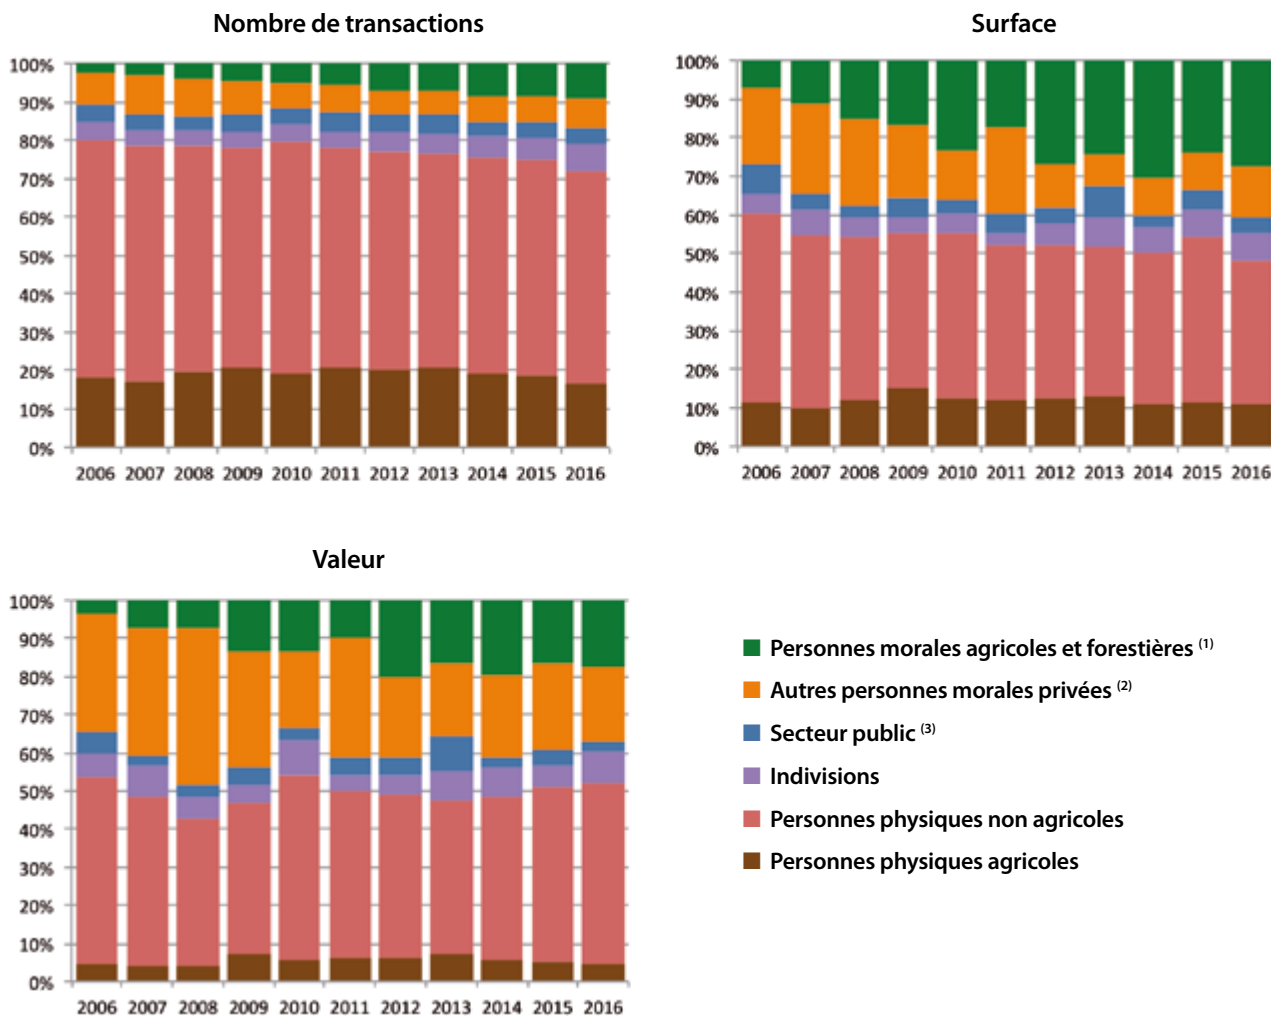 Nombre de transactions
100%
90%
80%
70%
60%
50%
40%
30%
20%
10%
0%
2006 2007 2008 2009 2010 2011 2012 2013 2014 2015 2016
Surface
100%
90%
80%
70%
60%
50%
40%
30%
20%
10%
0%
2006 2007 2008 2009 2010 2011 2012 2013 2014 2015 2016
Valeur
100%
90%
80%
70%
60%
50%
40%
30%
20%
10%
0%
2006 2007 2008 2009 2010 2011 2012 2013 2014 2015 2016
Personnes morales agricoles et forestières (1)
Autres personnes morales privées (2)
Secteur public (3)
Indivisions
Personnes physiques non agricoles
Personnes physiques agricoles